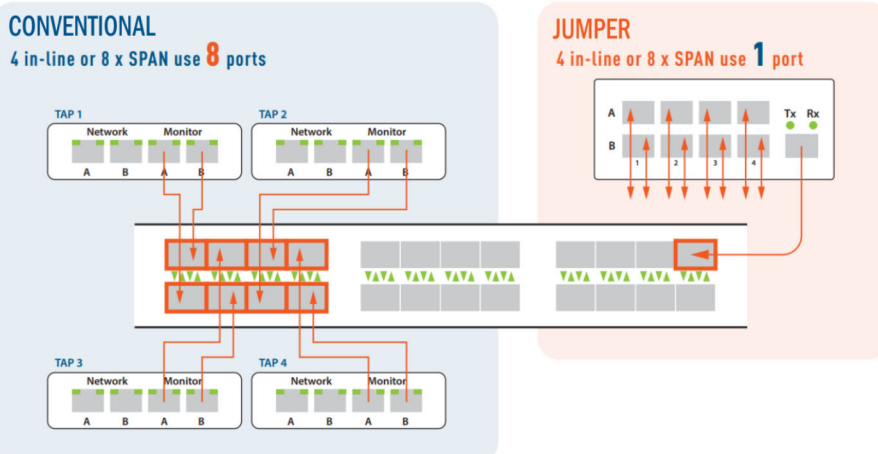 CONVENTIONAL
4 in-line or 8 x SPAN use 8 ports
JUMPER
4 in-line or 8 x SPAN use 1 port
TAP 1
Network Monitor
A B A B
TAP 2
Network Monitor
A B A B
A
B
1 2 3 4
Tx Rx
TAP 3
Network Monitor
A B A B
TAP 4
Network Monitor
A B A B